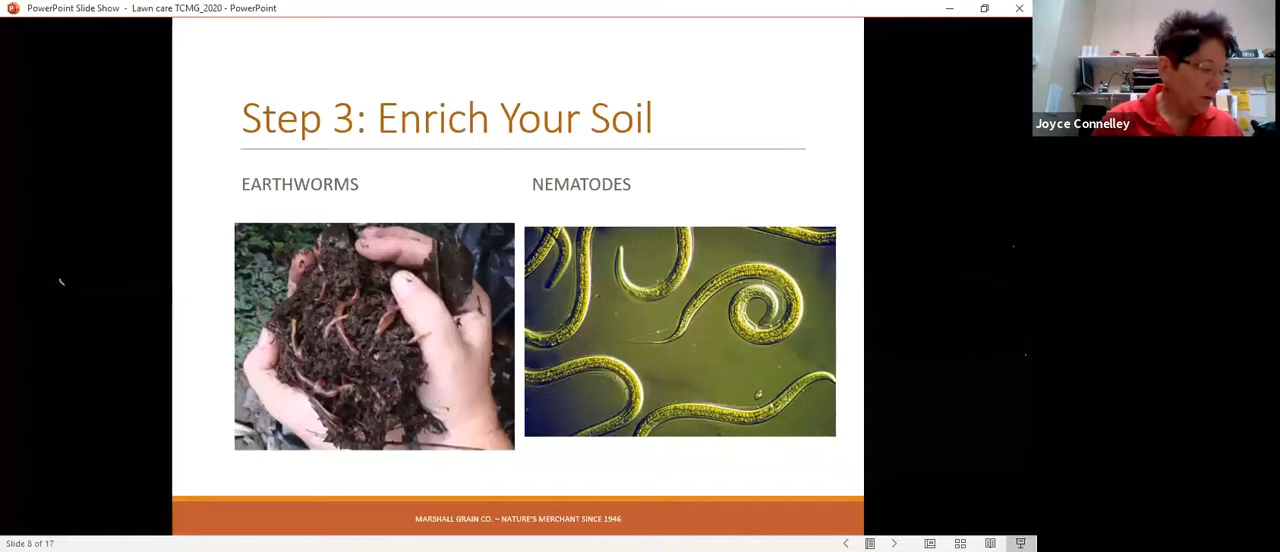 PowerPoint Slide Show - Lawn care TCMG_2020 - PowerPoint
Joyce Connelley
Step 3: Enrich Your Soil
EARTHWORMS
NEMATODES
MARSHALL GRAIN CO. – NATURE'S MERCHANT SINCE 1946
Slide 8 of 17